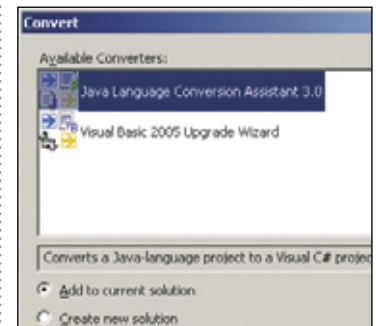 Convert
Available Converters:
Java Language Conversion Assistant 3.0
Visual Basic 2005 Upgrade Wizard
Converts a Java-language project to a Visual C# projec
Add to current solution
Create new solution